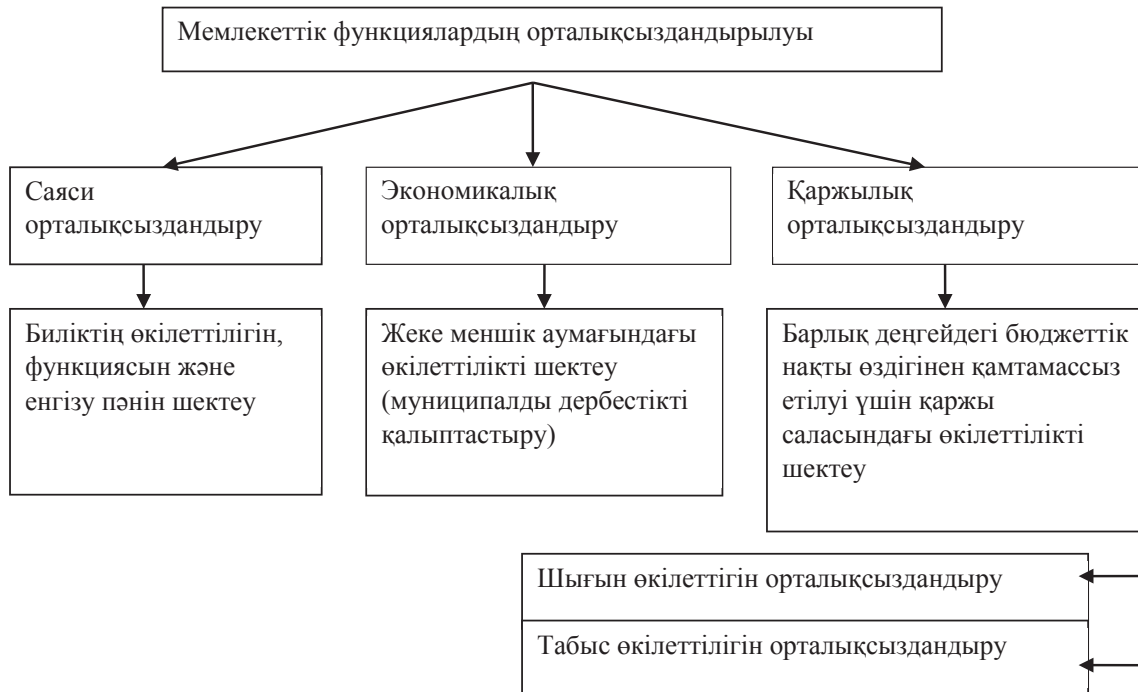 Мемлекеттік функциялардың орталықсыздандырылуы
Саяси
орталықсыздандыру
Экономикалық
орталықсыздандыру
Қаржылық
орталықсыздандыру
Биліктің өкілеттілігін,
функциясын және
енгізу пәнін шектеу
Жеке меншік аумағындағы
өкілеттілікті шектеу
(муниципалды дербестікті
қалыптастыру)
Барлық деңгейдегі бюджеттік
нақты өздігінен қамтамассыз
етілуі үшін қаржы
саласындағы өкілеттілікті
шектеу
Шығын өкілеттігін орталықсыздандыру
Табыс өкілеттілігін орталықсыздандыру